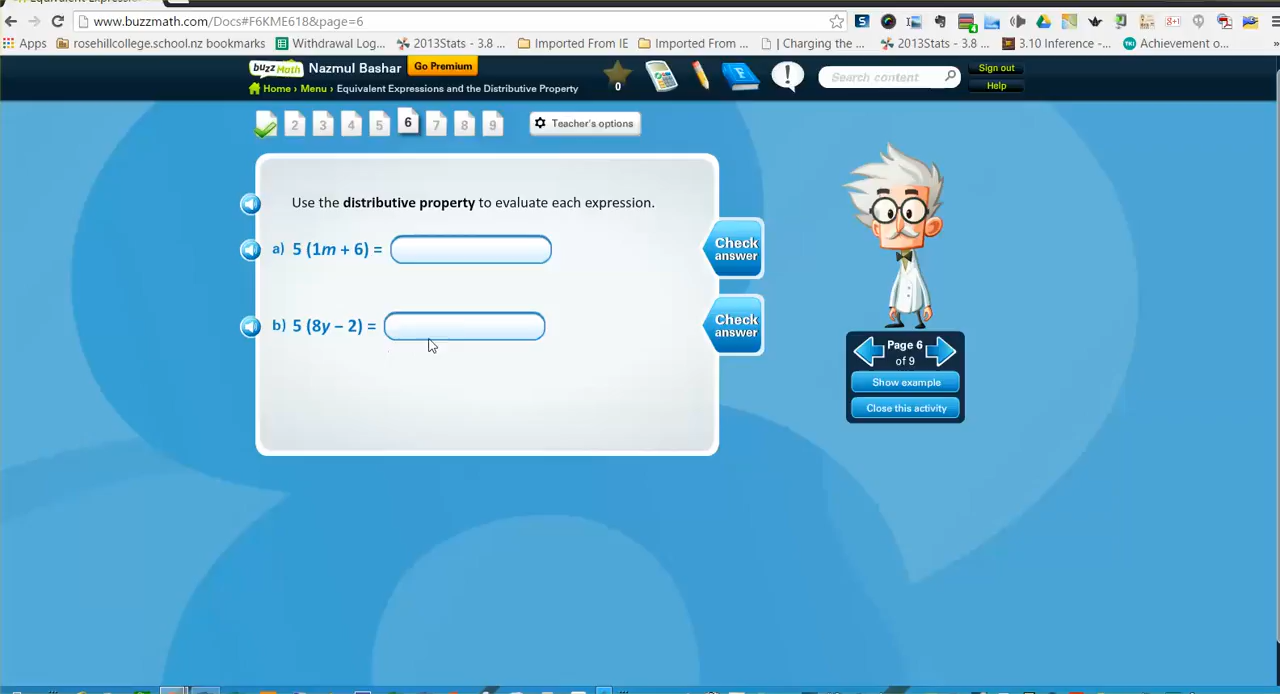 www.buzzmath.com/Docs#F6KME618&page=6
Apps rosehillcollege.school.nz bookmarks Withdrawal Log... 2013Stats - 3.8 ... Imported From IE Imported From ... [Charging the ... 2013Stats - 3.8 ... 3.10 Inference -... Achievement o... »
buzz Math Nazmul Bashar Go Premium
0
Search content
Sign out
Home › Menu › Equivalent Expressions and the Distributive Property
Help
2 3 4 5 6 7 8 9 Teacher's options
Use the distributive property to evaluate each expression.
a) 5 (1m + 6) =
Check answer
b) 5 (8y – 2) =
Check answer
Page 6
of 9
Show example
Close this activity